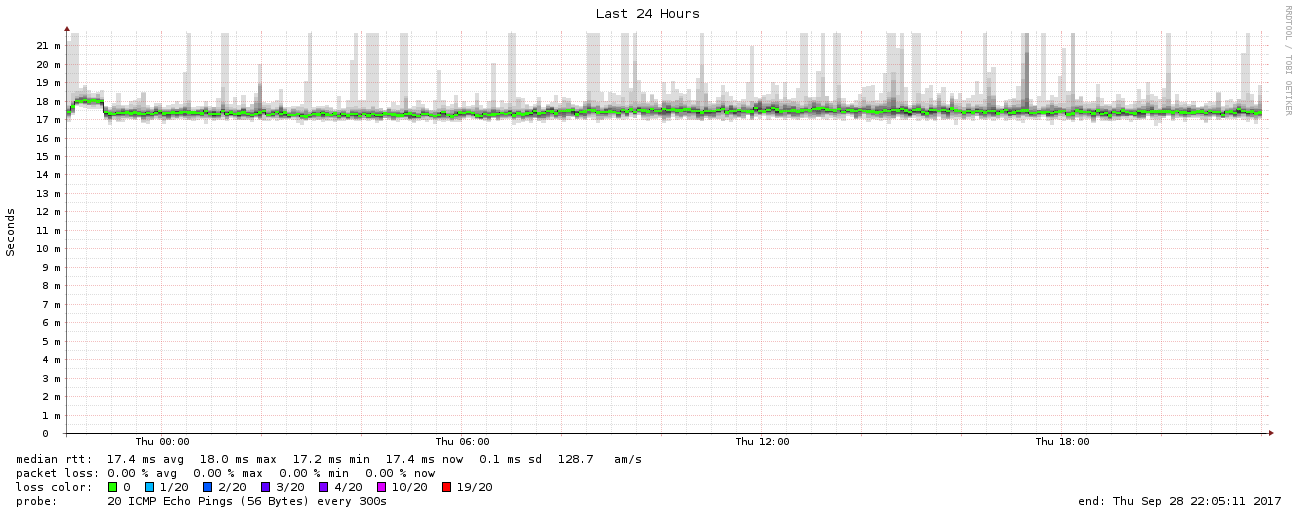 Last 24 Hours
RRDTOOL / TOBI OETIKER
Seconds
21 m
20 m
19 m
18 m
17 m
16 m
15 m
14 m
13 m
12 m
11 m
10 m
9 m
8 m
7 m
6 m
5 m
4 m
3 m
2 m
1 m
0
Thu 00:00 Thu 06:00 Thu 12:00 Thu 18:00
median rtt: 17.4 ms avg 18.0 ms max 17.2 ms min 17.4 ms now 0.1 ms sd 128.7 am/s
packet loss: 0.00 % avg 0.00 % max 0.00 % min 0.00 % now
loss color: 0 1/20 2/20 3/20 4/20 10/20 19/20
probe: 20 ICMP Echo Pings (56 Bytes) every 300s end: Thu Sep 28 22:05:11 2017